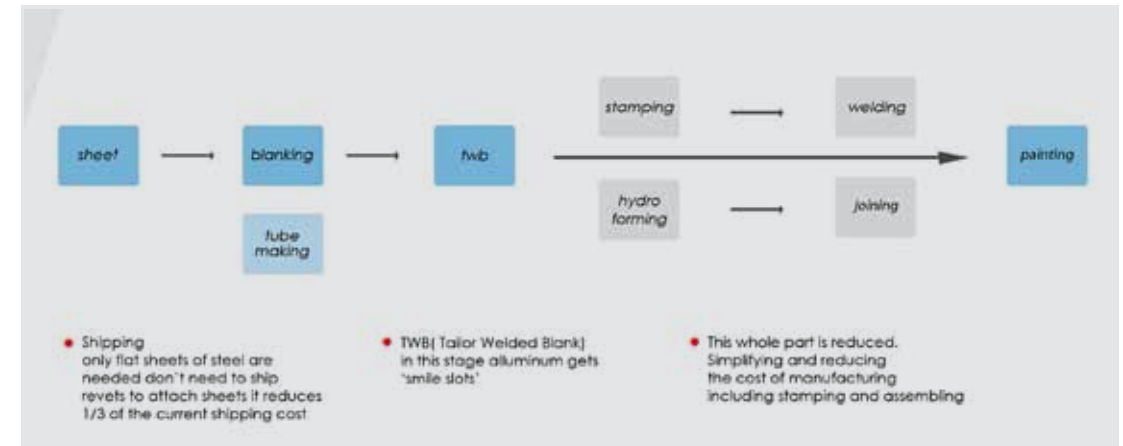 stamping
welding
sheet
blanking
twb
painting
hydro
forming
joining
tube
making
Shipping
only flat sheets of steel are
needed don`t need to ship
revets to attach sheets it reduces
1/3 of the current shipping cost
TWB( Tailor Welded Blank)
in this stage alluminum gets
'smile slots'
This whole part is reduced.
Simplifying and reducing
the cost of manufacturing
including stamping and assembling